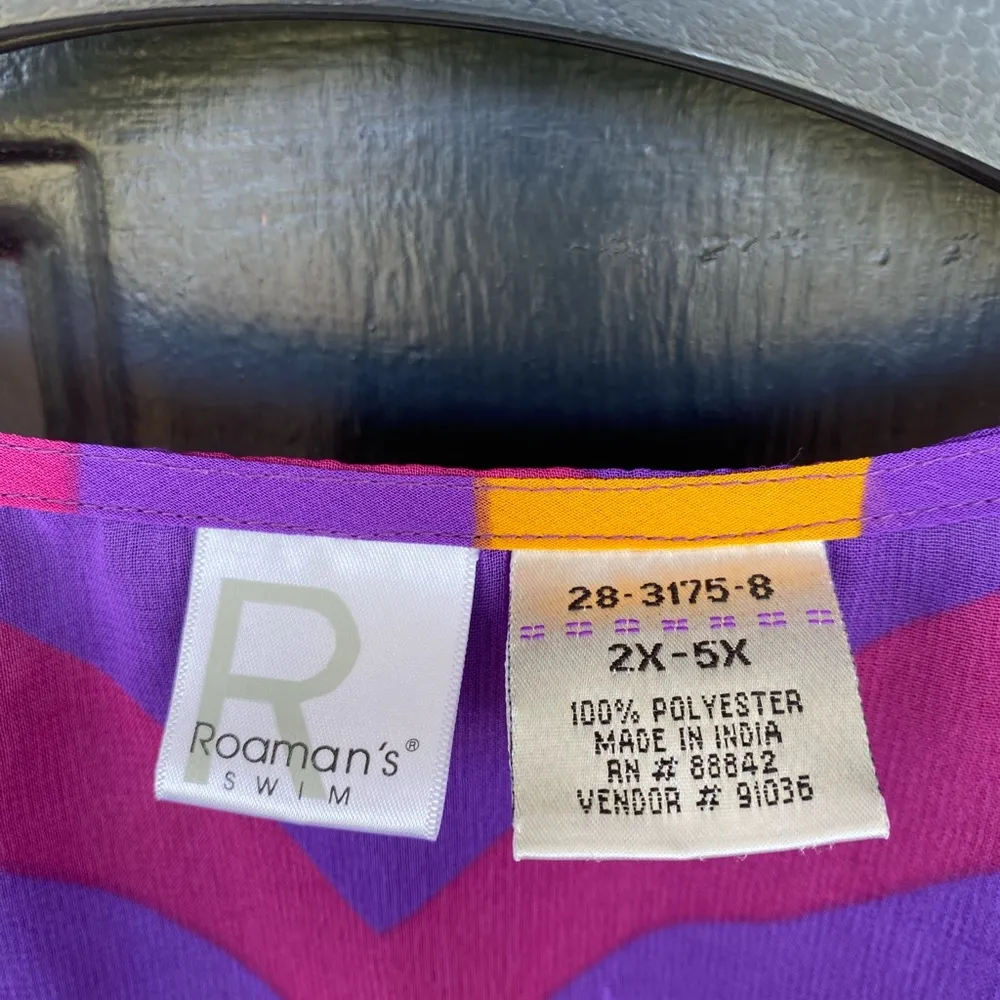 R
Roaman's®
SWIM
28-3175-8
2X-5X
100% POLYESTER
MADE IN INDIA
RN # 88842
VENDOR # 91036